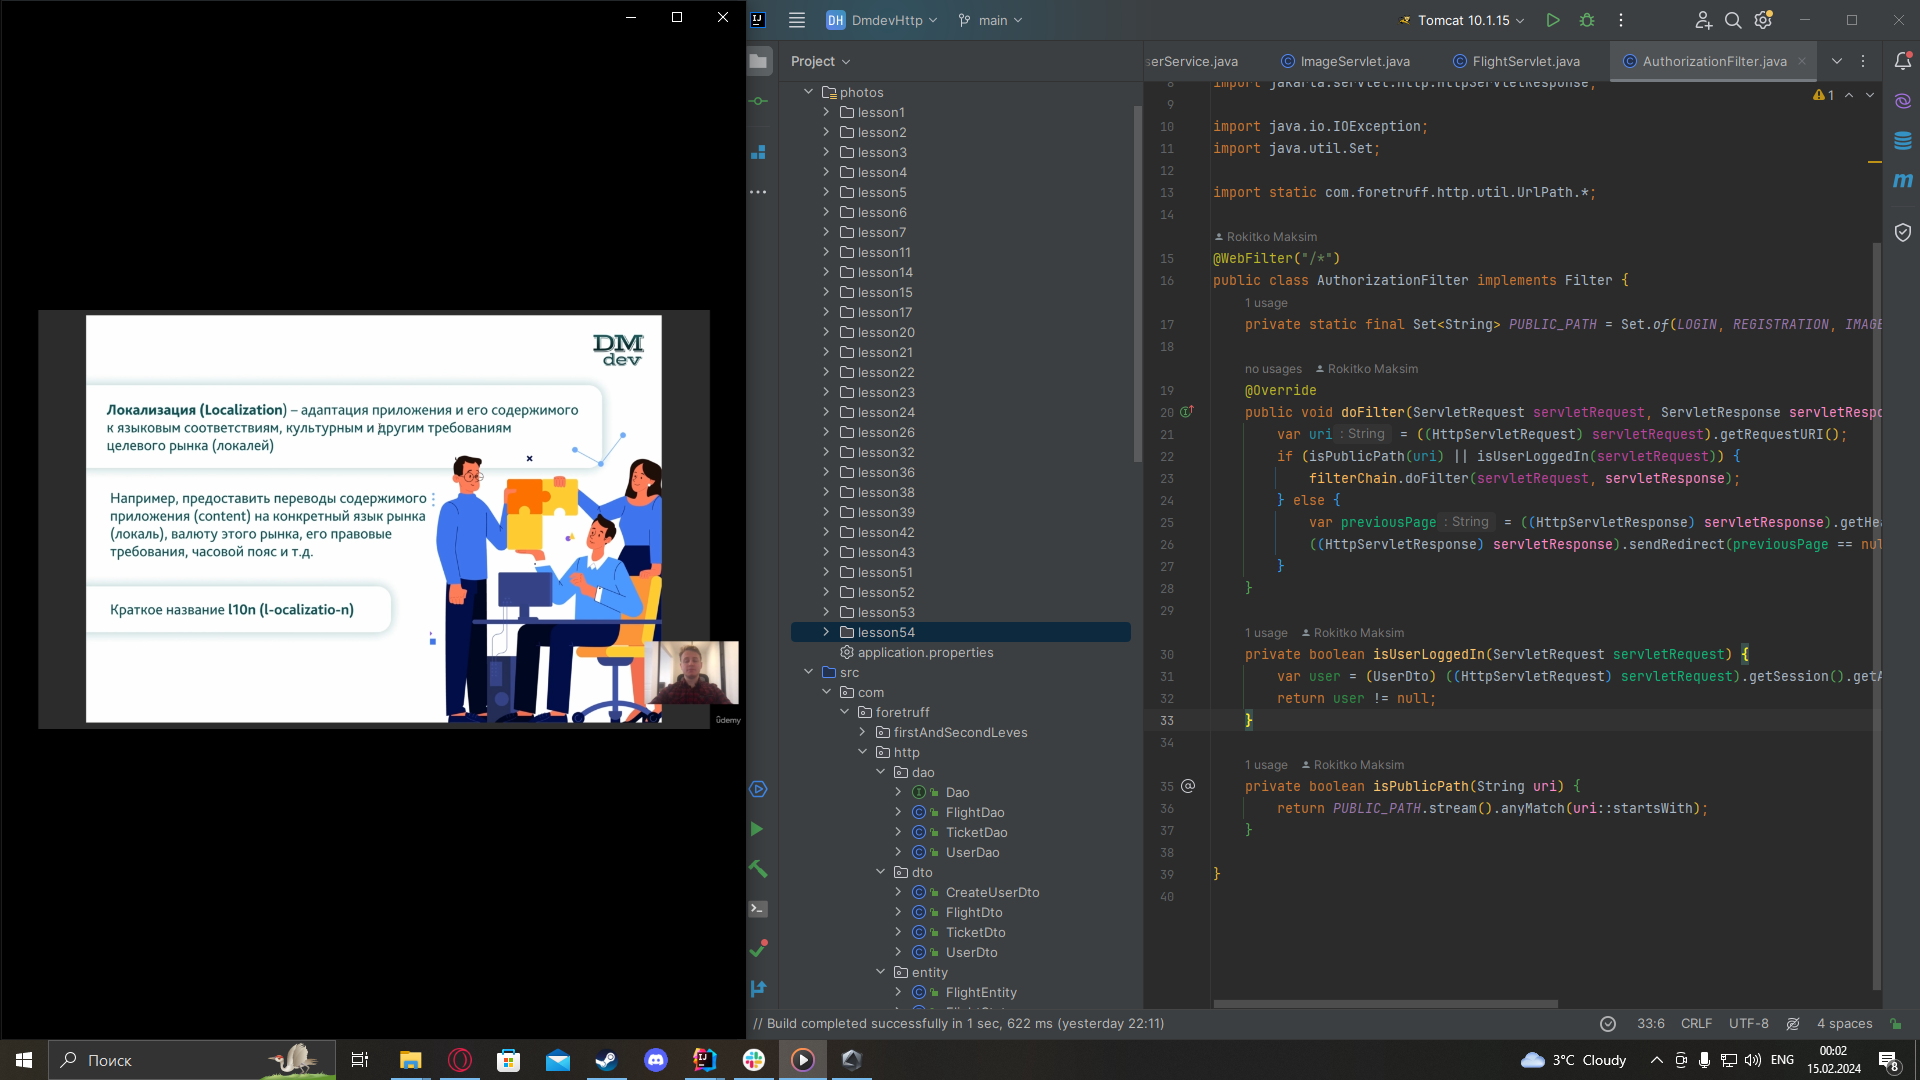 DM
dev
Локализация (Localization) – адаптация приложения и его содержимого
к языковым соответствиям, культурным и другим требованиям
целевого рынка (локалей)
Например, предоставить переводы содержимого
приложения (content) на конкретный язык рынка
(локаль), валюту этого рынка, его правовые
требования, часовой пояс и т.д.
Краткое название l10n (l-ocalizatio-n)
ûdemy
DH DmdevHttp main
Tomcat 10.1.15
Project
photos
lesson1
lesson2
lesson3
lesson4
lesson5
lesson6
lesson7
lesson11
lesson14
lesson15
lesson17
lesson20
lesson21
lesson22
lesson23
lesson24
lesson26
lesson32
lesson36
lesson38
lesson39
lesson42
lesson43
lesson51
lesson52
lesson53
lesson54
application.properties
src
com
foretruff
firstAndSecondLeves
http
dao
Dao
FlightDao
TicketDao
UserDao
dto
CreateUserDto
FlightDto
TicketDto
UserDto
entity
FlightEntity
serService.java ImageServlet.java FlightServlet.java AuthorizationFilter.java
1
8 import jakarta.servlet.http.HttpServletResponse;
9
10 import java.io.IOException;
11 import java.util.Set;
12
13 import static com.foretruff.http.util.UrlPath.*;
14
Rokitko Maksim
15 @WebFilter("/*")
16 public class AuthorizationFilter implements Filter {
1 usage
17 private static final Set<String> PUBLIC_PATH = Set.of(LOGIN, REGISTRATION, IMAGE
18
no usages Rokitko Maksim
19 @Override
20 public void doFilter(ServletRequest servletRequest, ServletResponse servletRespo
21 var uri : String = ((HttpServletRequest) servletRequest).getRequestURI();
22 if (isPublicPath(uri) || isUserLoggedIn(servletRequest)) {
23 filterChain.doFilter(servletRequest, servletResponse);
24 } else {
25 var previousPage : String = ((HttpServletResponse) servletResponse).getHea
26 ((HttpServletResponse) servletResponse).sendRedirect(previousPage == nul
27 }
28 }
29
1 usage Rokitko Maksim
30 private boolean isUserLoggedIn(ServletRequest servletRequest) {
31 var user = (UserDto) ((HttpServletRequest) servletRequest).getSession().getA
32 return user != null;
33 }
34
1 usage Rokitko Maksim
35 private boolean isPublicPath(String uri) {
36 return PUBLIC_PATH.stream().anyMatch(uri::startsWith);
37 }
38
39 }
40
// Build completed successfully in 1 sec, 622 ms (yesterday 22:11)
33:6 CRLF UTF-8 4 spaces
Поиск
3°C Cloudy
ENG
00:02
15.02.2024
8